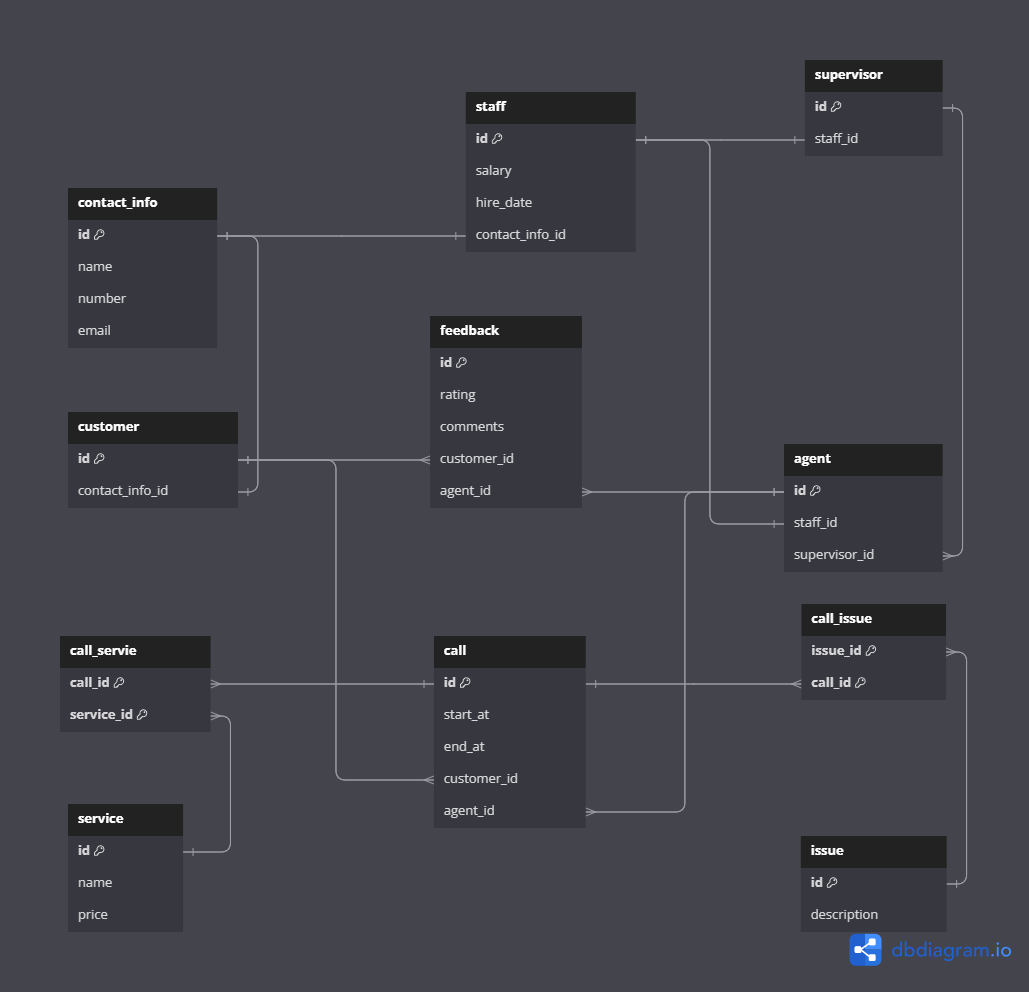 supervisor
id
staff_id
staff
id
salary
hire_date
contact_info_id
contact_info
id
name
number
email
feedback
id
rating
comments
customer_id
agent_id
customer
id
contact_info_id
agent
id
staff_id
supervisor_id
call_issue
issue_id
call_id
call_servie
call_id
service_id
call
id
start_at
end_at
customer_id
agent_id
service
id
name
price
issue
id
description
dbdiagram.io